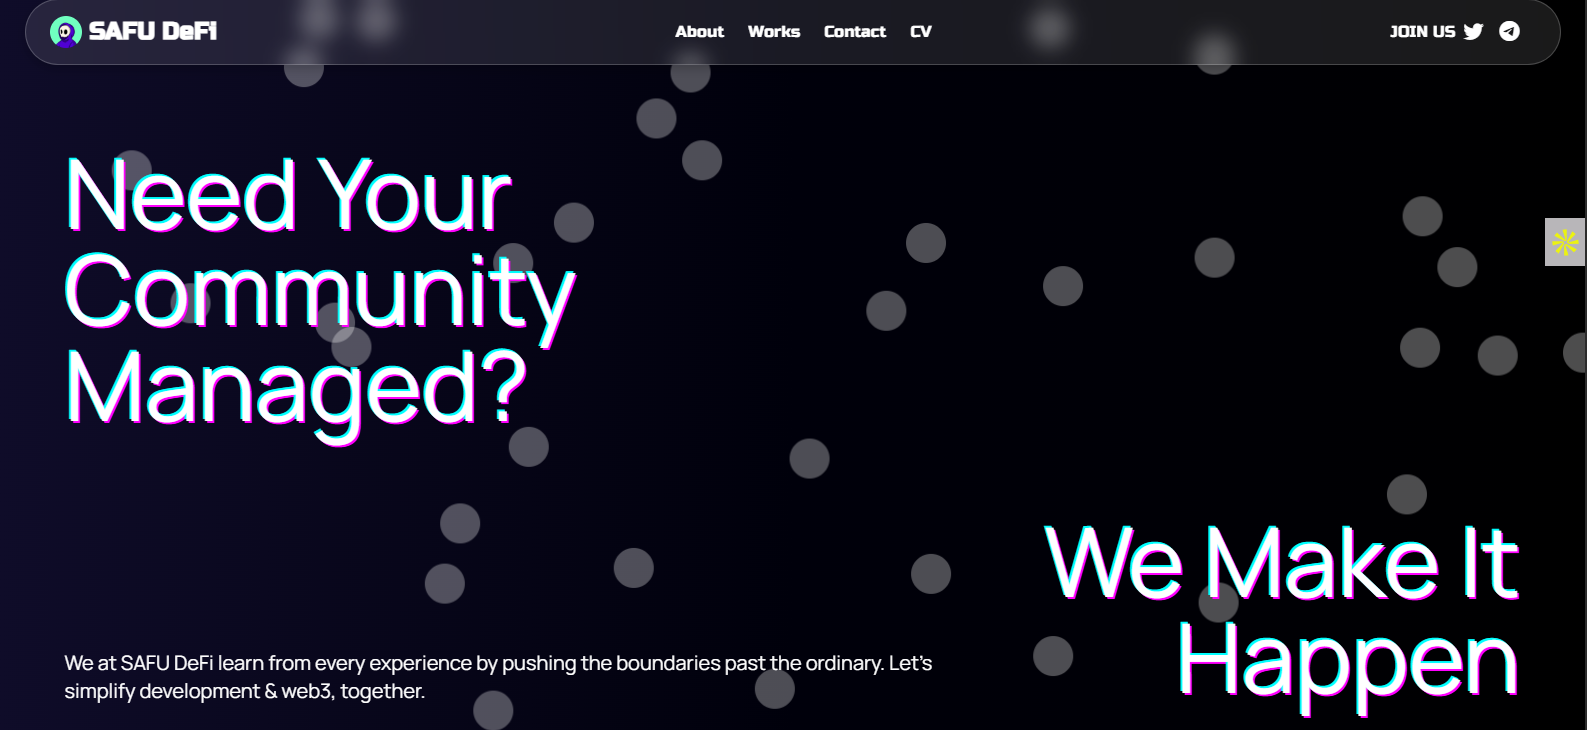 SAFU DeFi
About Works Contact CV
JOIN US
Need Your
Community
Managed?
We Make It
Happen
We at SAFU DeFi learn from every experience by pushing the boundaries past the ordinary. Let's
simplify development & web3, together.